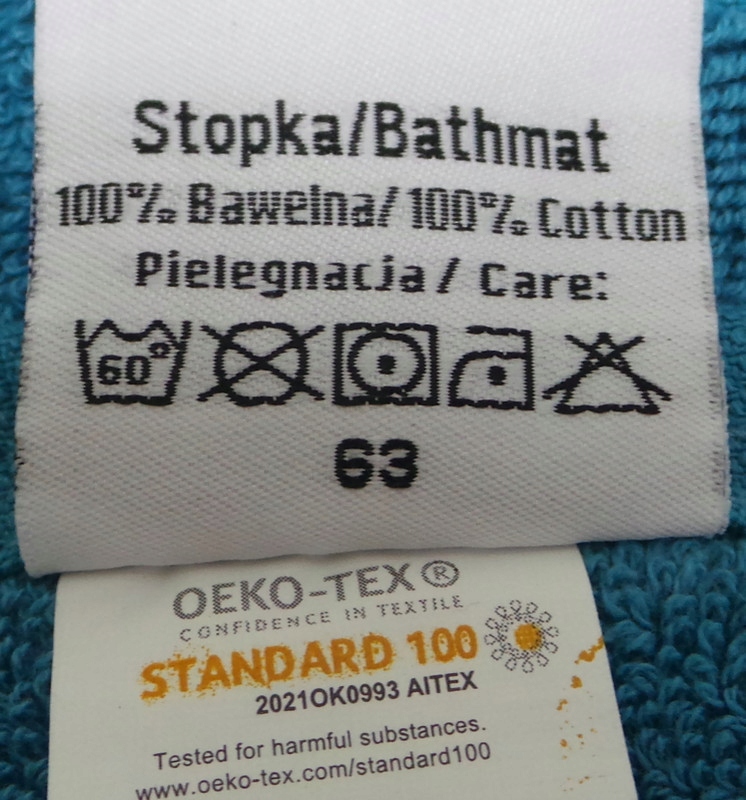 Stopka/Bathmat
100% Bawełna/ 100% Cotton
Pielegnacja / Care:
60°
63
OEKO-TEX®
CONFIDENCE IN TEXTILE
STANDARD 100
2021OK0993 AITEX
Tested for harmful substances.
www.oeko-tex.com/standard100